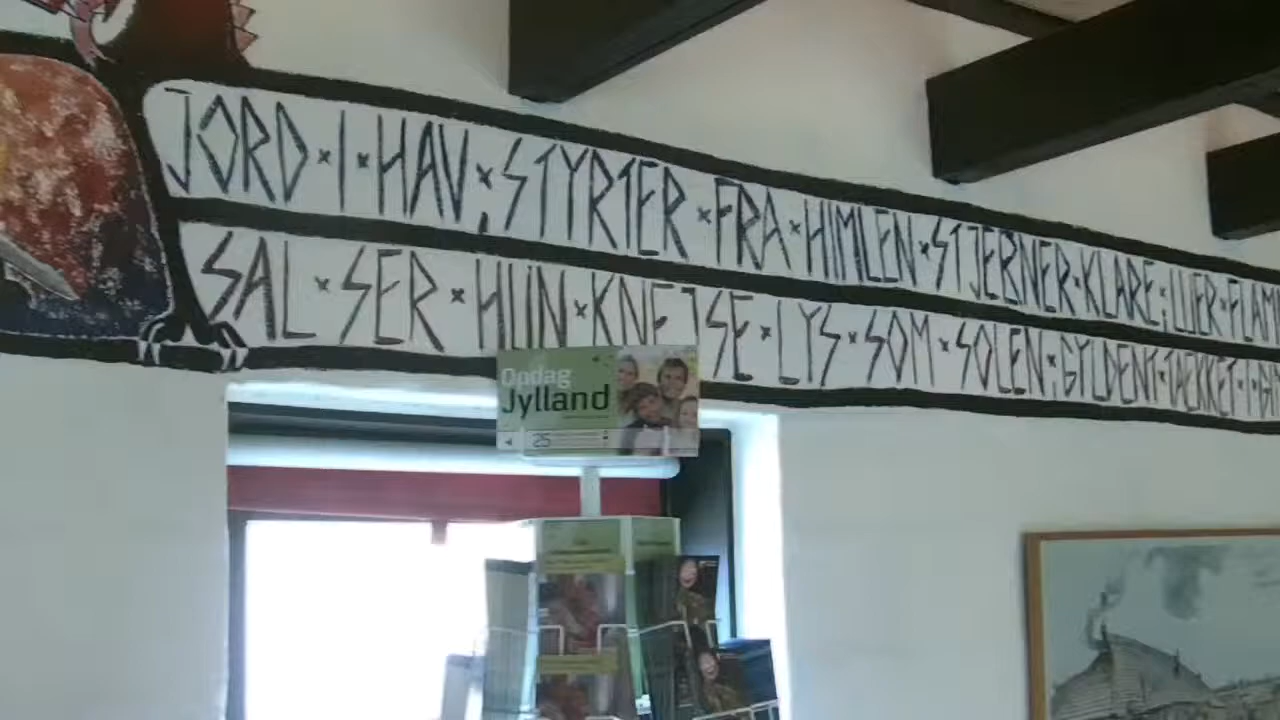 JORD × I × HAV ; STYRTER × FRA × HIMLEN × STJERNER × KLARE ; LUER × FLAM
SAL × SER × HUN × KNEJSE × LYS × SOM × SOLEN ; GYLDENT × TÆKKET × I
Opdag
Jylland
25